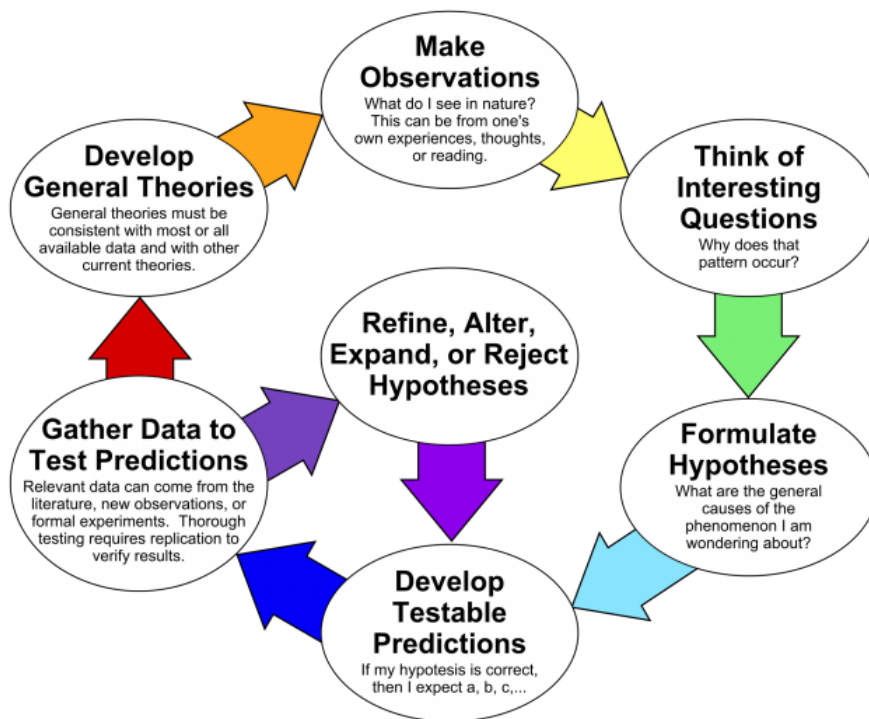 Make
Observations
What do I see in nature?
This can be from one's
own experiences, thoughts,
or reading.
Think of
Interesting
Questions
Why does that
pattern occur?
Formulate
Hypotheses
What are the general
causes of the
phenomenon I am
wondering about?
Develop
Testable
Predictions
If my hypotesis is correct,
then I expect a, b, c,...
Gather Data to
Test Predictions
Relevant data can come from the
literature, new observations, or
formal experiments. Thorough
testing requires replication to
verify results.
Refine, Alter,
Expand, or Reject
Hypotheses
Develop
General Theories
General theories must be
consistent with most or all
available data and with other
current theories.